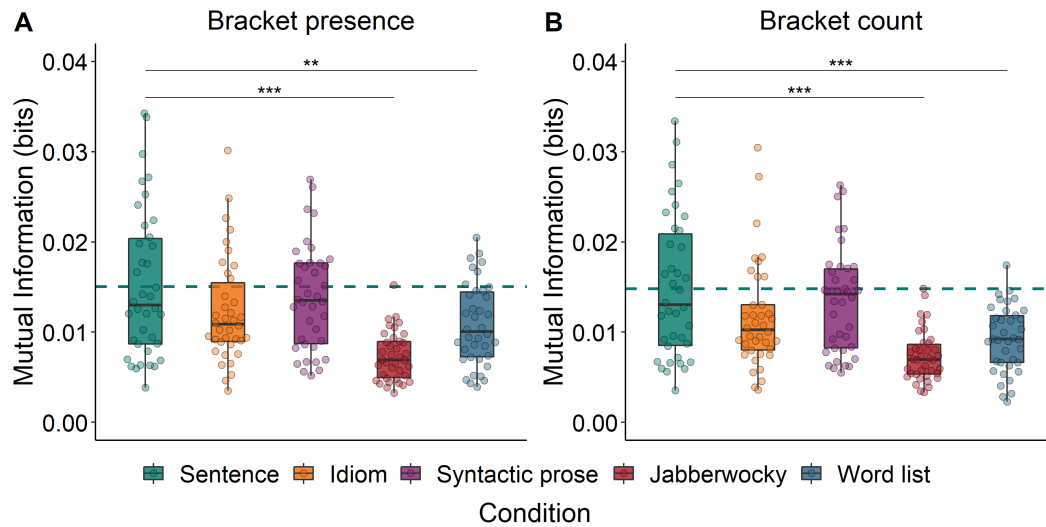 A Bracket presence
Mutual Information (bits)
0.04
0.03
0.02
0.01
0.00
**
***
B Bracket count
Mutual Information (bits)
0.04
0.03
0.02
0.01
0.00
***
***
Sentence Idiom Syntactic prose Jabberwocky Word list
Condition